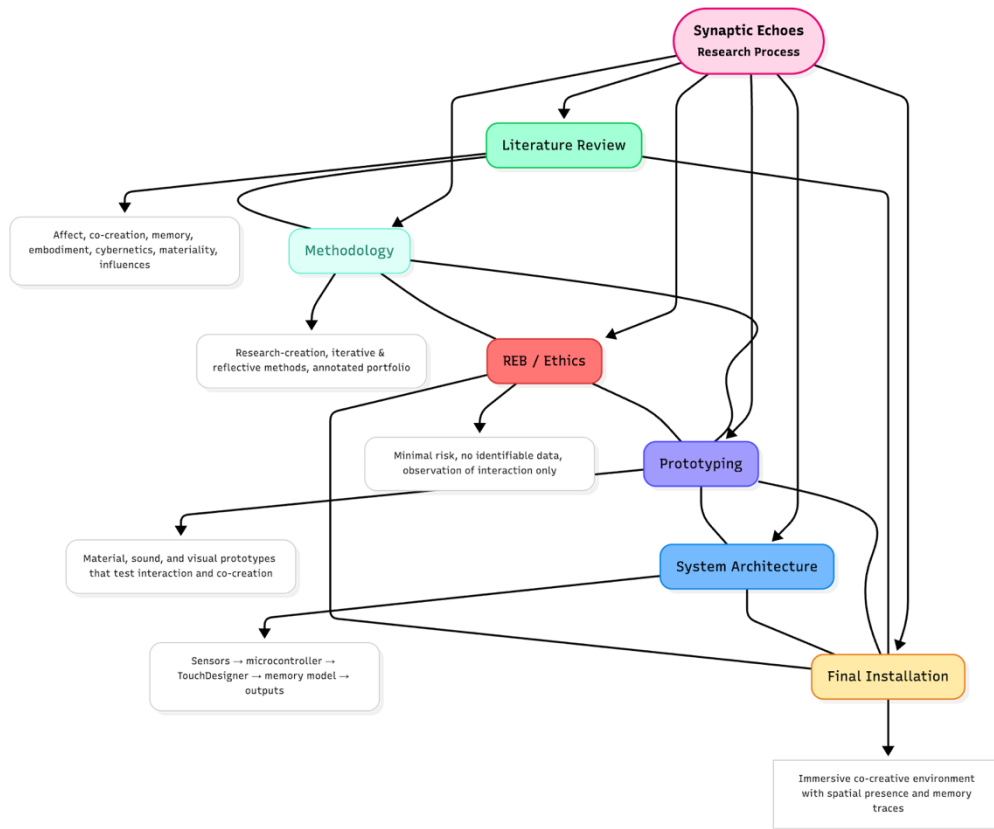 Synaptic Echoes
Research Process
Literature Review
Affect, co-creation, memory,
embodiment, cybernetics, materiality,
influences
Methodology
Research-creation, iterative &
reflective methods, annotated portfolio
REB / Ethics
Minimal risk, no identifiable data,
observation of interaction only
Prototyping
Material, sound, and visual prototypes
that test interaction and co-creation
System Architecture
Sensors → microcontroller →
TouchDesigner → memory model →
outputs
Final Installation
Immersive co-creative environment
with spatial presence and memory
traces